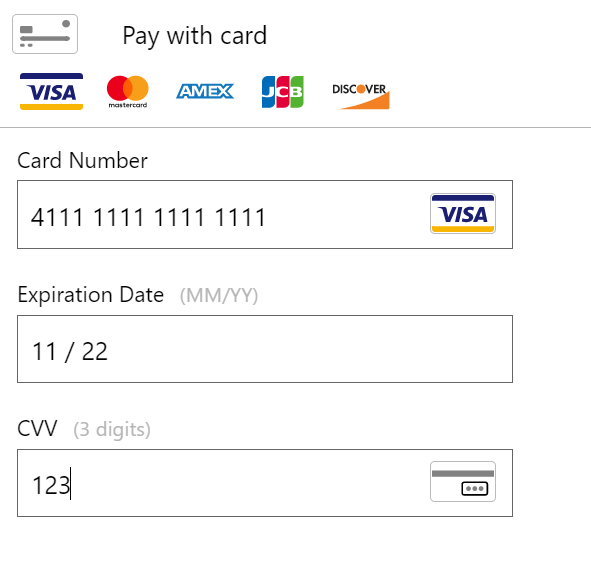 Pay with card
VISA mastercard AMEX JCB DISCOVER
Card Number
4111 1111 1111 1111 VISA
Expiration Date (MM/YY)
11 / 22
CVV (3 digits)
123